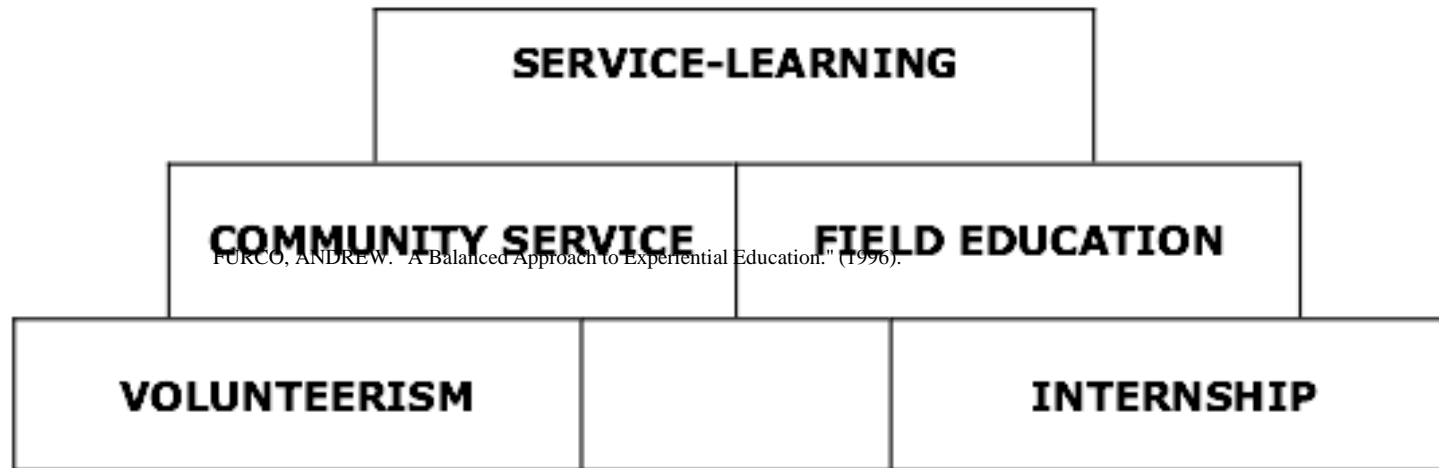 SERVICE-LEARNING
COMMUNITY SERVICE FIELD EDUCATION
FURCO, ANDREW. "A Balanced Approach to Experiential Education." (1996).
VOLUNTEERISM INTERNSHIP